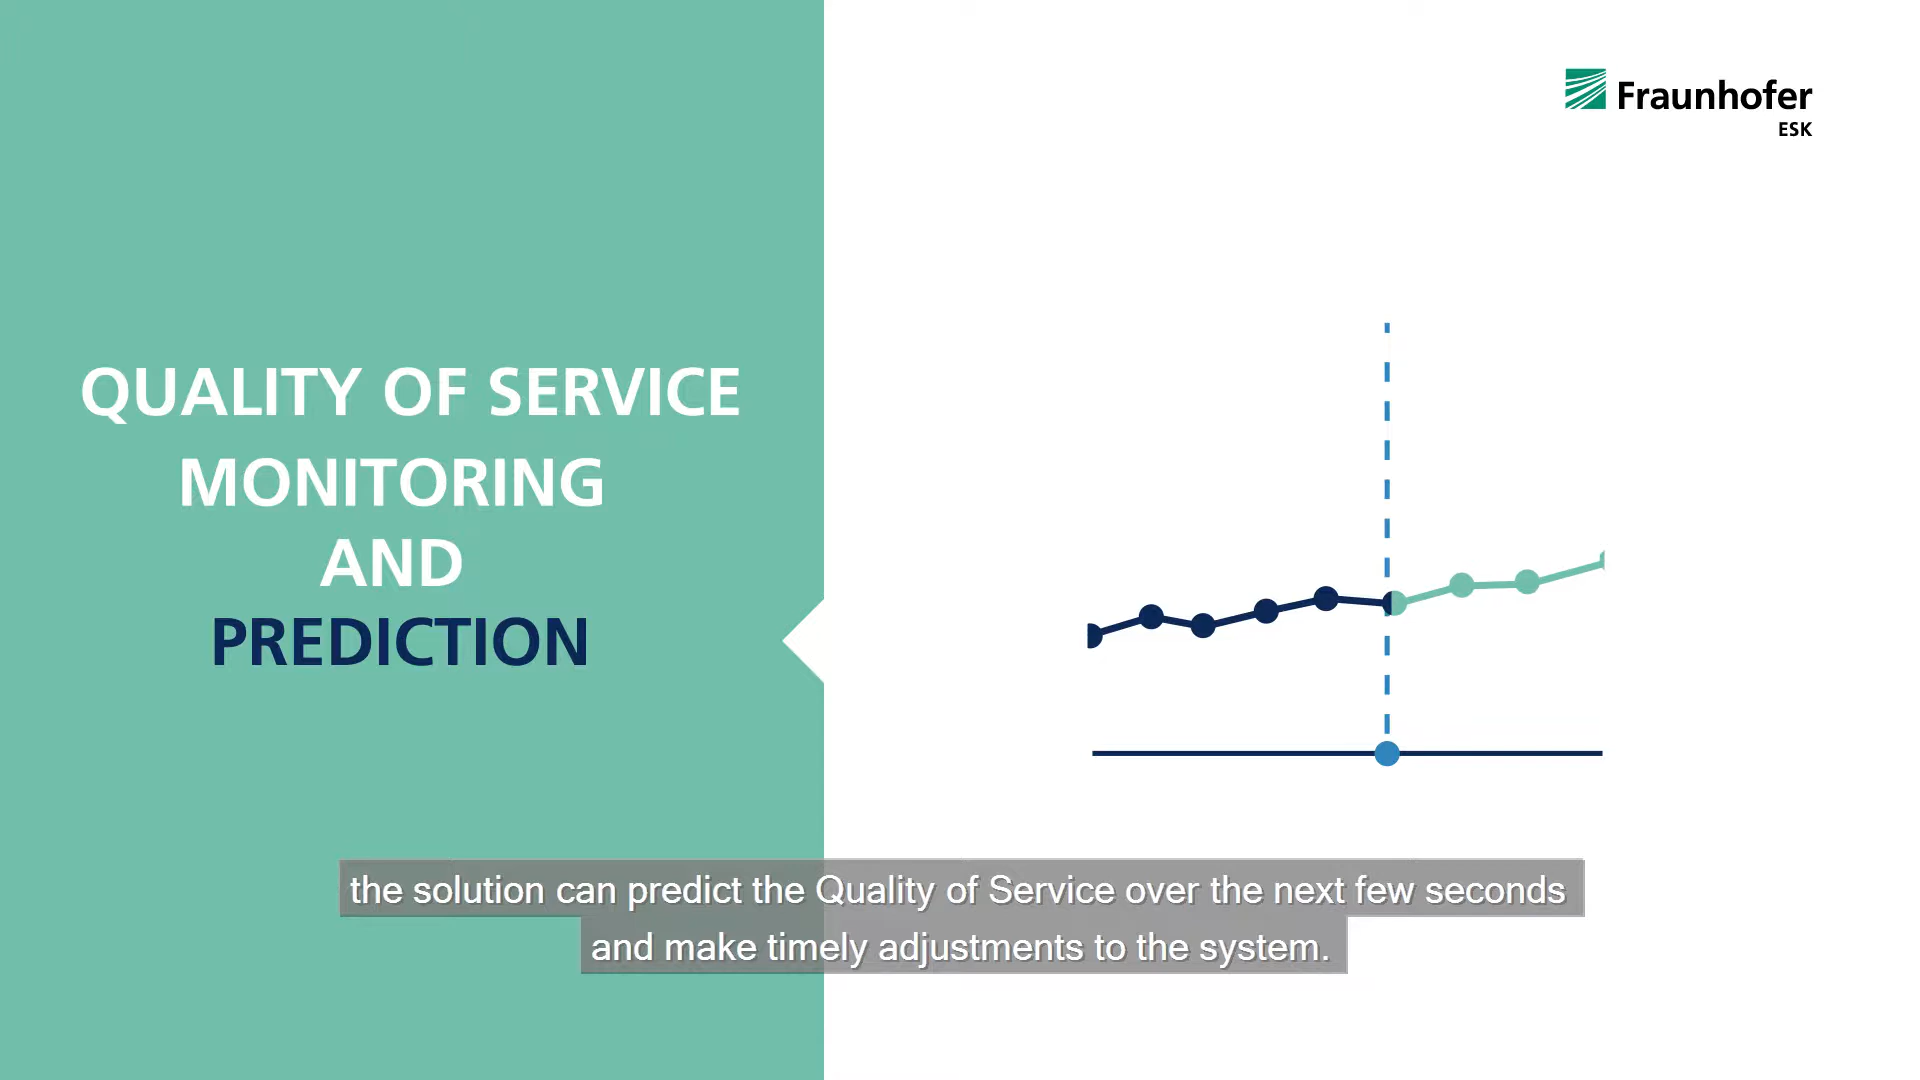 Fraunhofer
ESK
QUALITY OF SERVICE
MONITORING
AND
PREDICTION
the solution can predict the Quality of Service over the next few seconds
and make timely adjustments to the system.